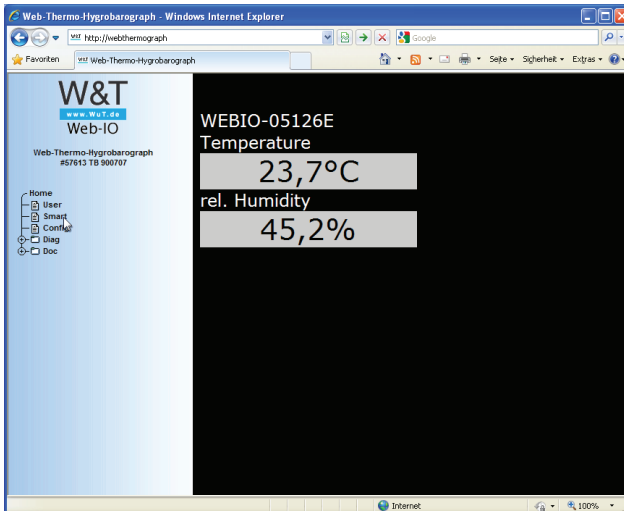 Web-Thermo-Hygrobarograph - Windows Internet Explorer
W&T http://webthermograph
Google
Favoriten
W&T Web-Thermo-Hygrobarograph
Seite
Sicherheit
Extras
W&T
www.WuT.de
Web-IO
Web-Thermo-Hygrobarograph
#57613 TB 900707
Home
User
Smart
Config
Diag
Doc
WEBIO-05126E
Temperature
23,7°C
rel. Humidity
45,2%
Internet
100%